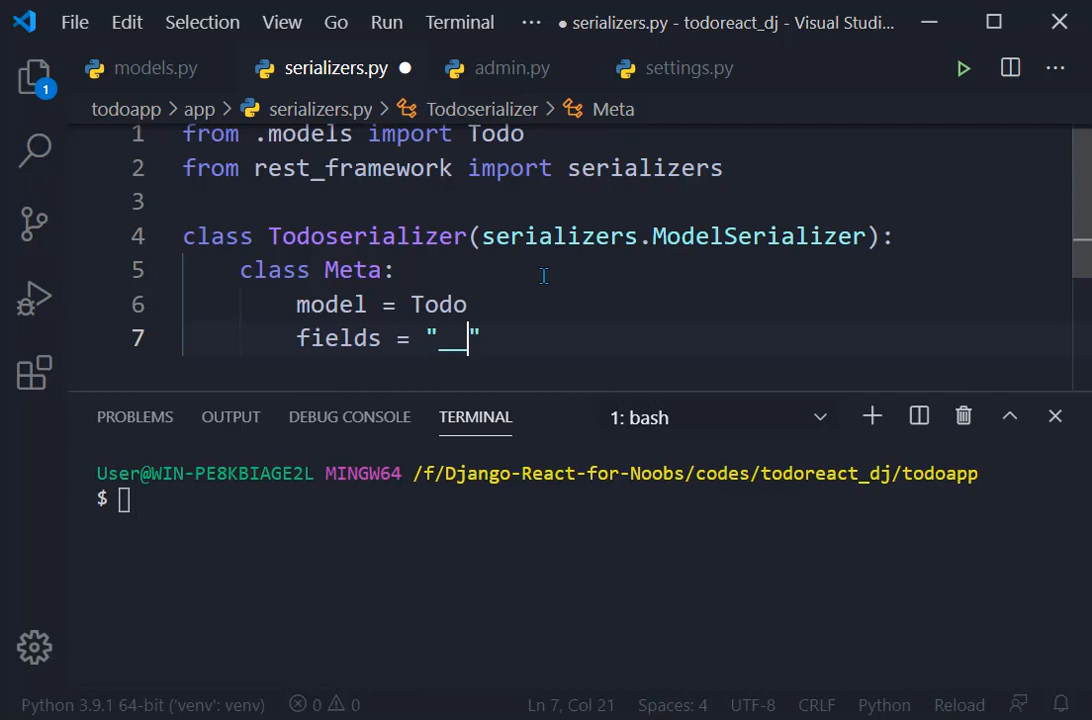 File Edit Selection View Go Run Terminal ··· ● serializers.py - todoreact_dj - Visual Studi...
models.py serializers.py ● admin.py settings.py
1 todoapp > app > serializers.py > Todoserializer > Meta
1 from .models import Todo
2 from rest_framework import serializers
3
4 class Todoserializer(serializers.ModelSerializer):
5 class Meta:
6 model = Todo
7 fields = "__"
PROBLEMS OUTPUT DEBUG CONSOLE TERMINAL 1: bash
User@WIN-PE8KBIAGE2L MINGW64 /f/Django-React-for-Noobs/codes/todoreact_dj/todoapp
$
Python 3.9.1 64-bit ('venv': venv) 0 0 Ln 7, Col 21 Spaces: 4 UTF-8 CRLF Python Reload